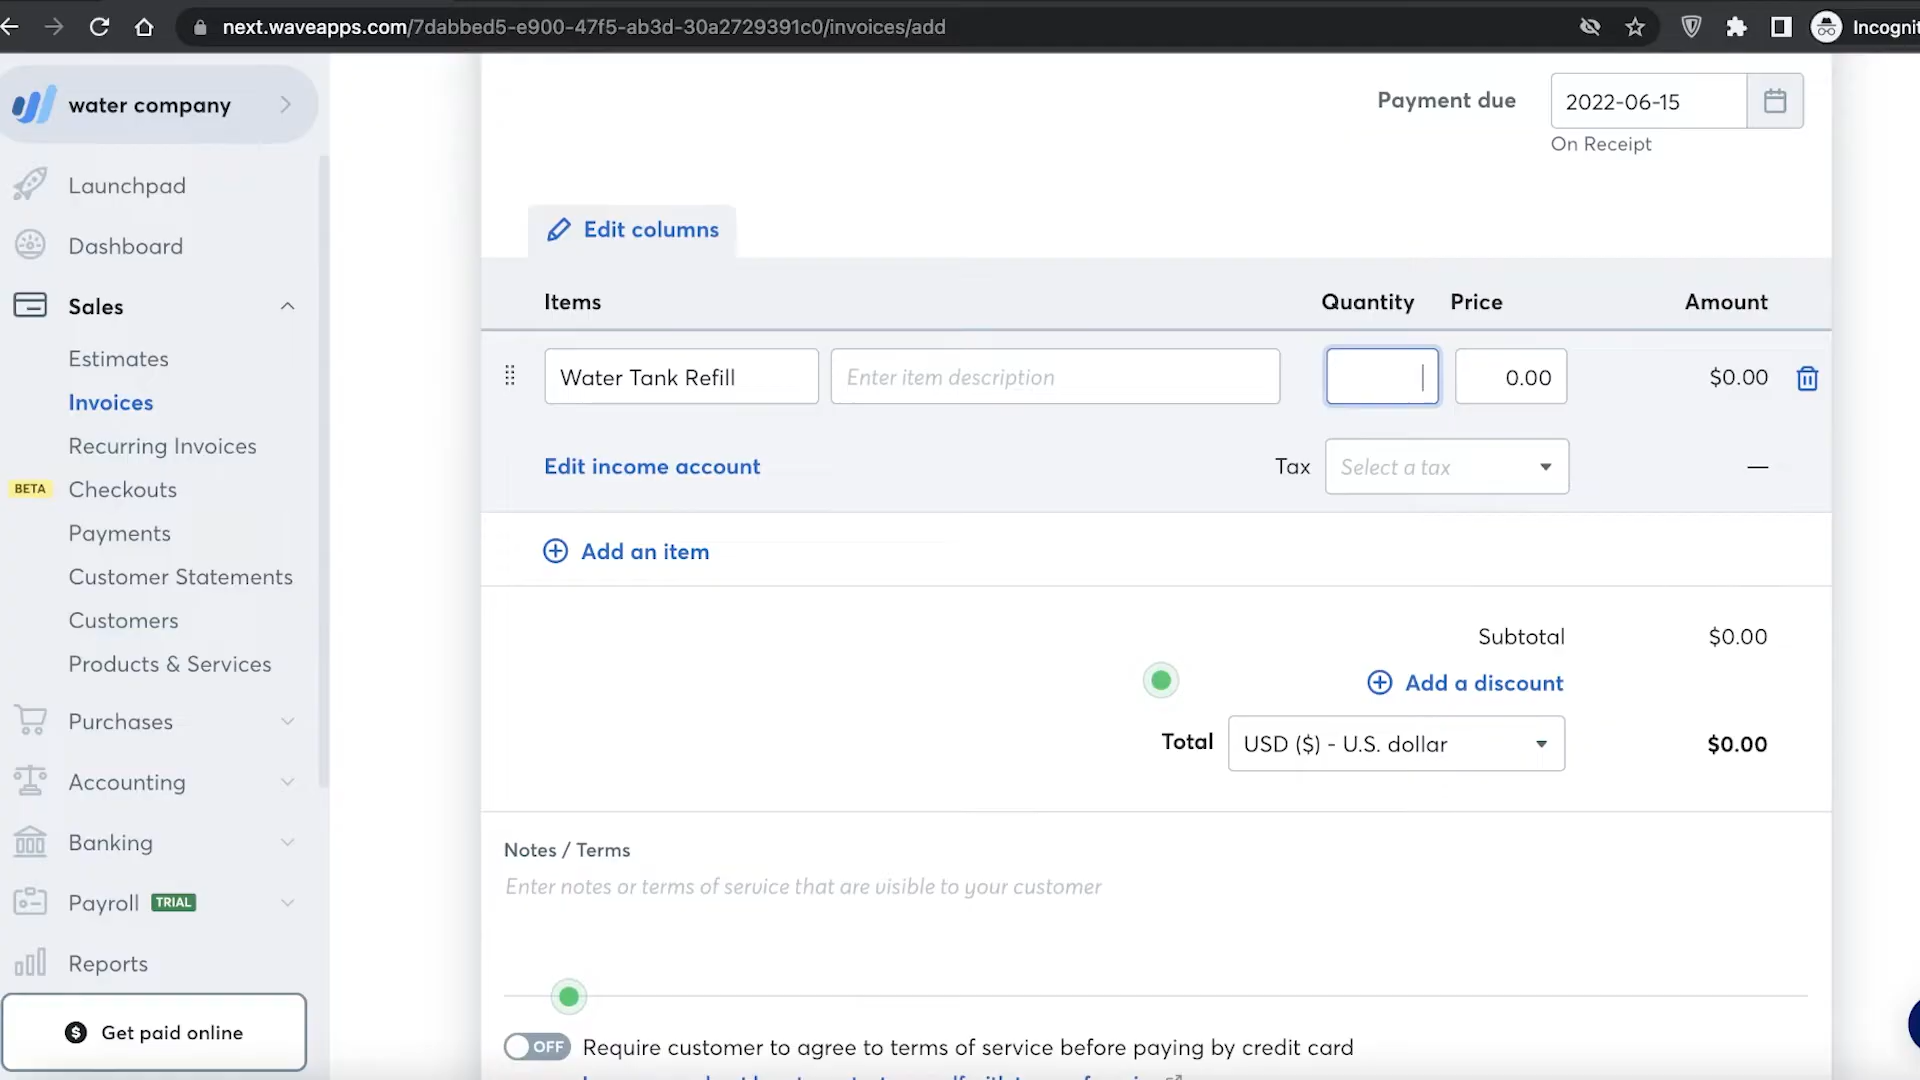 next.waveapps.com/7dabbed5-e900-47f5-ab3d-30a2729391c0/invoices/add
water company
Launchpad
Dashboard
Sales
Estimates
Invoices
Recurring Invoices
BETA Checkouts
Payments
Customer Statements
Customers
Products & Services
Purchases
Accounting
Banking
Payroll TRIAL
Reports
Get paid online
Payment due 2022-06-15
On Receipt
Edit columns
Items Quantity Price Amount
Water Tank Refill Enter item description 0.00 $0.00
Edit income account Tax Select a tax —
Add an item
Subtotal $0.00
Add a discount
Total USD ($) - U.S. dollar $0.00
Notes / Terms
Enter notes or terms of service that are visible to your customer
OFF Require customer to agree to terms of service before paying by credit card